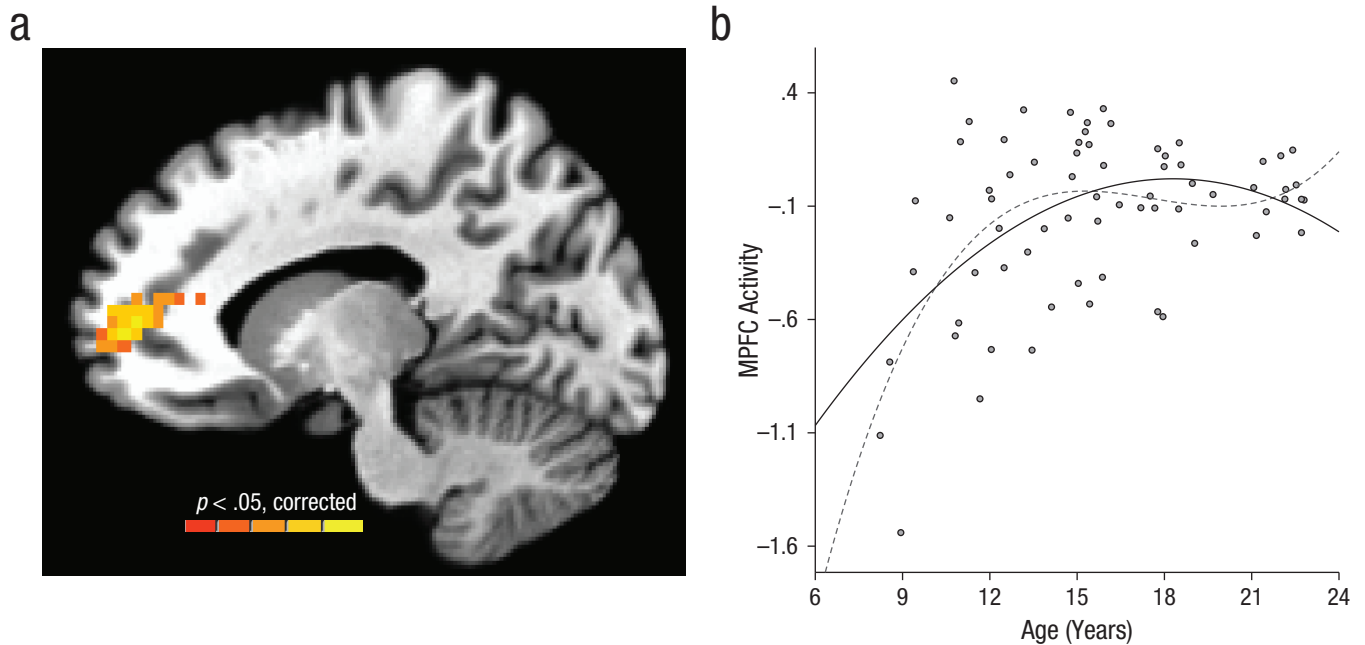 a
p < .05, corrected
b
MPFC Activity
.4
–.1
–.6
–1.1
–1.6
6 9 12 15 18 21 24
Age (Years)